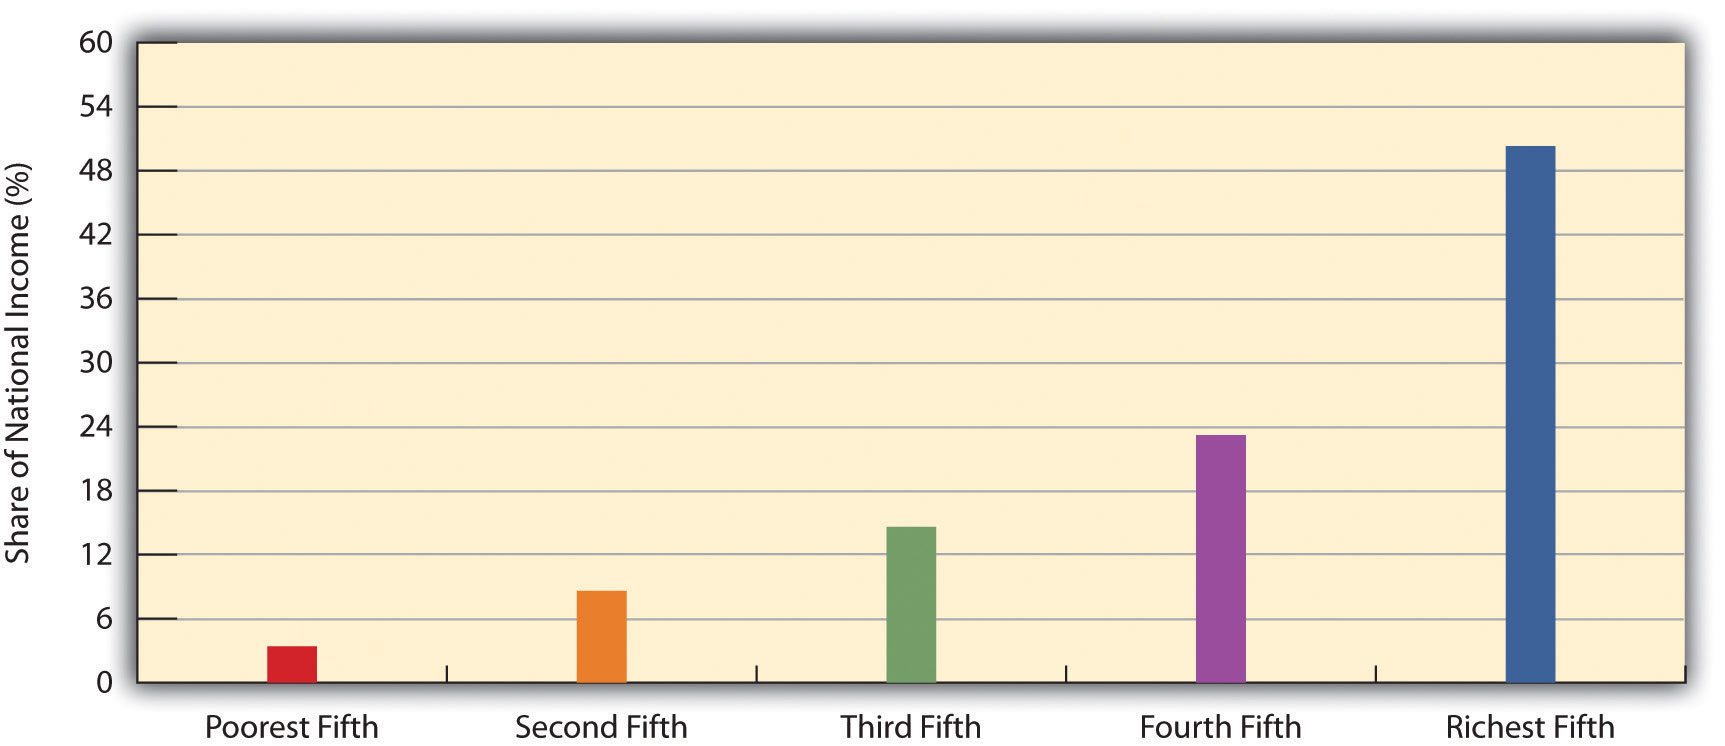 Share of National Income (%)
60
54
48
42
36
30
24
18
12
6
0
Poorest Fifth
Second Fifth
Third Fifth
Fourth Fifth
Richest Fifth